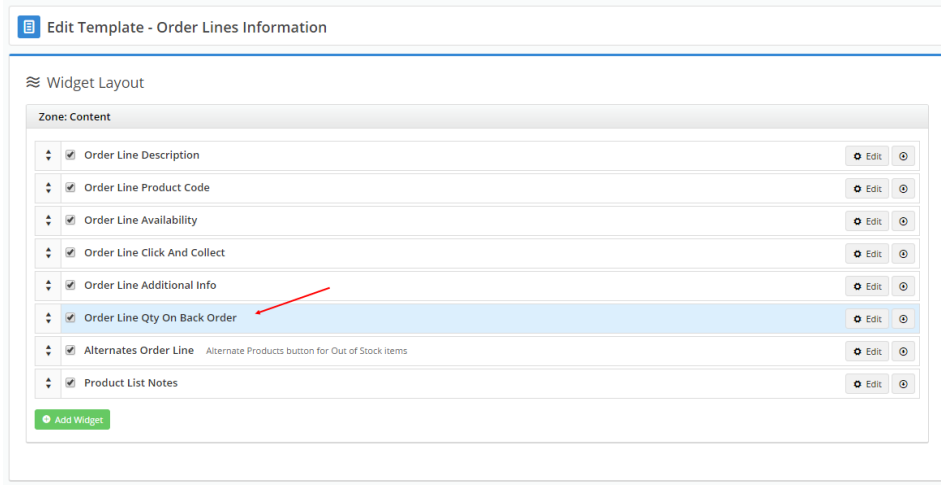 Edit Template - Order Lines Information
Widget Layout
Zone: Content
Order Line Description Edit
Order Line Product Code Edit
Order Line Availability Edit
Order Line Click And Collect Edit
Order Line Additional Info Edit
Order Line Qty On Back Order Edit
Alternates Order Line Alternate Products button for Out of Stock items Edit
Product List Notes Edit
Add Widget